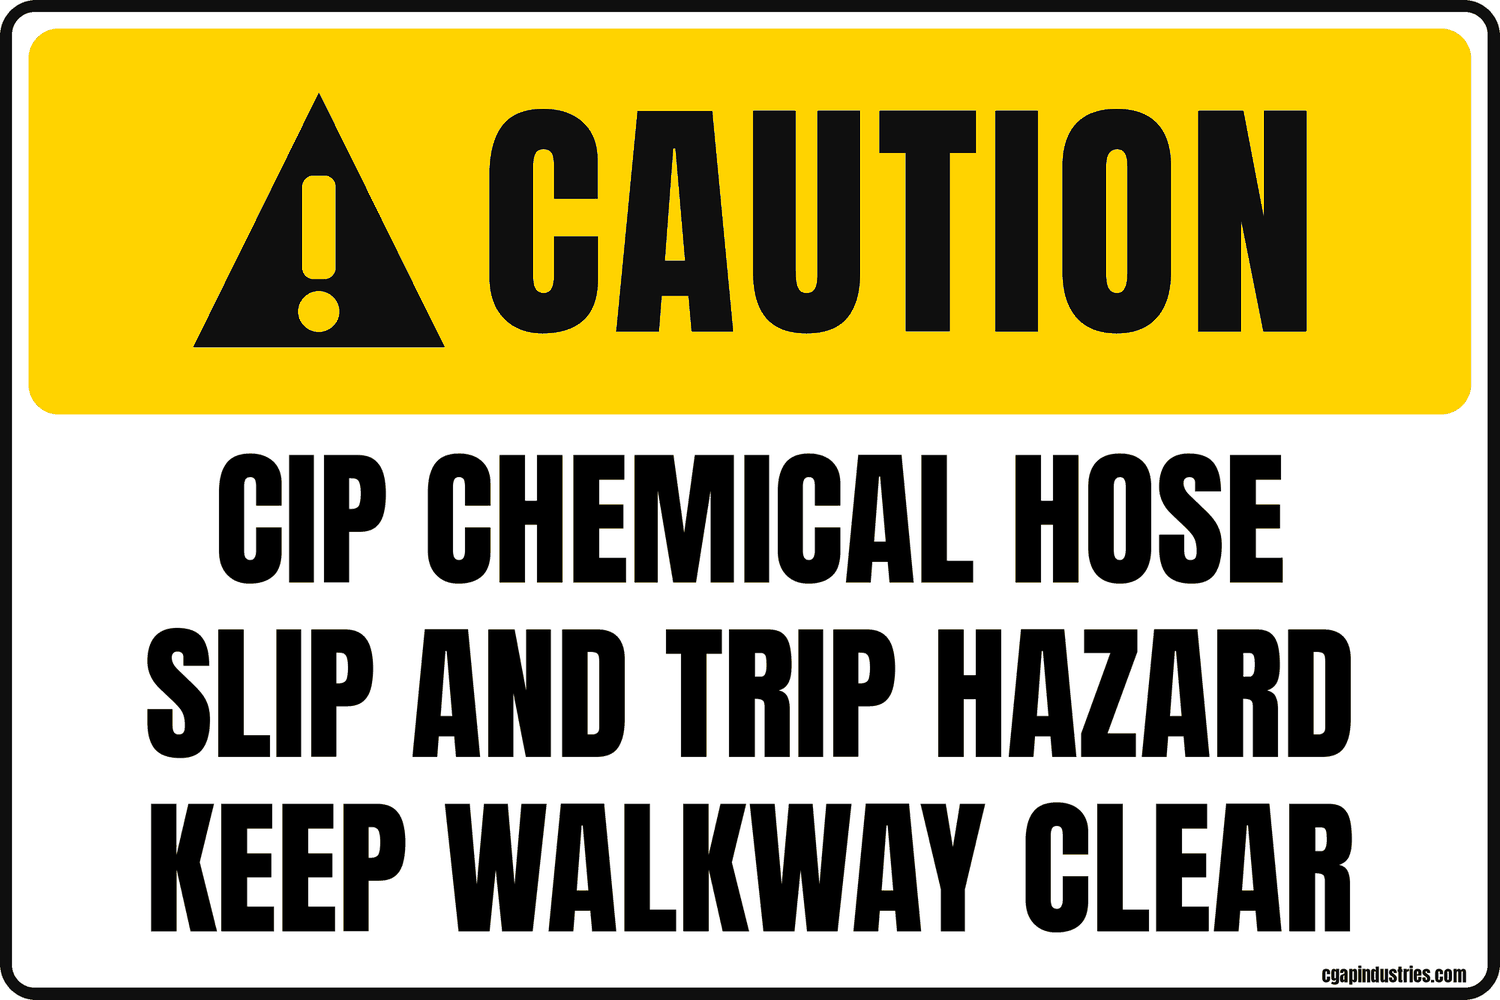 CAUTION
CIP CHEMICAL HOSE
SLIP AND TRIP HAZARD
KEEP WALKWAY CLEAR
cgapindustries.com